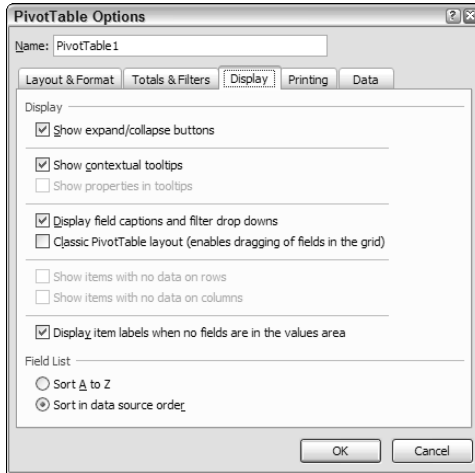 PivotTable Options
Name: PivotTable1
Layout & Format Totals & Filters Display Printing Data
Display
Show expand/collapse buttons
Show contextual tooltips
Show properties in tooltips
Display field captions and filter drop downs
Classic PivotTable layout (enables dragging of fields in the grid)
Show items with no data on rows
Show items with no data on columns
Display item labels when no fields are in the values area
Field List
Sort A to Z
Sort in data source order
OK Cancel